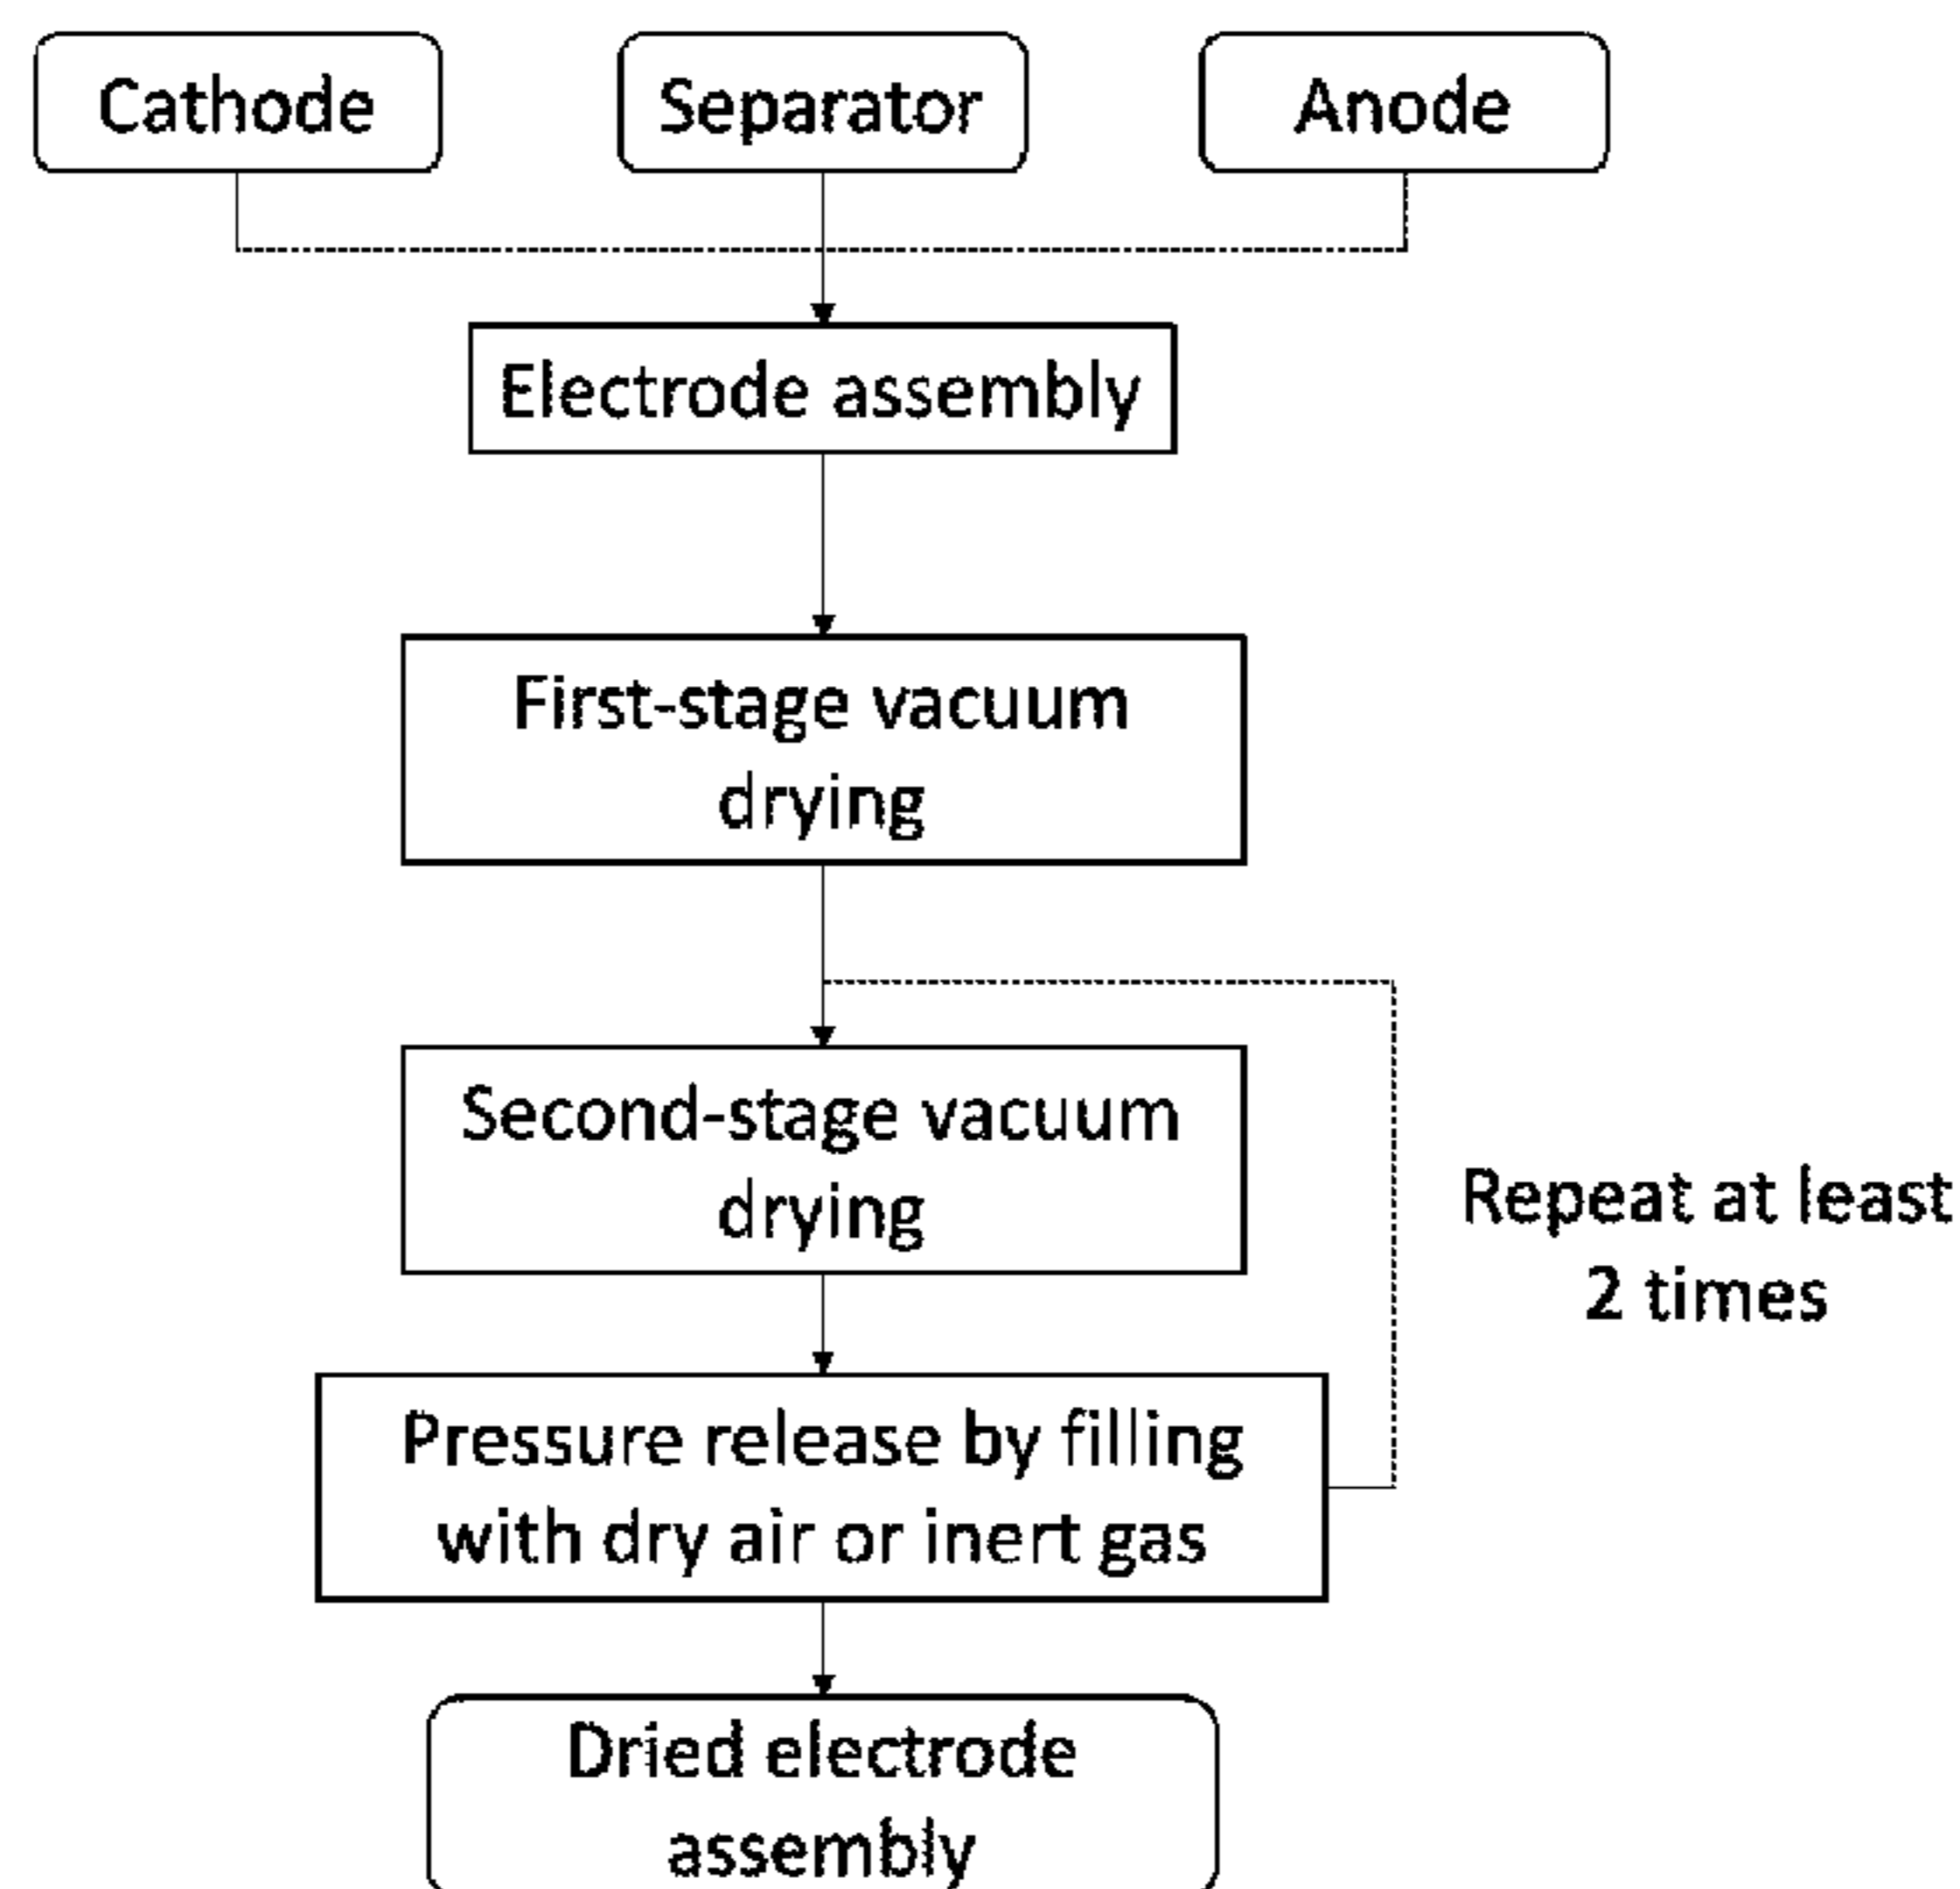 Cathode
Separator
Anode
Electrode assembly
First-stage vacuum
drying
Second-stage vacuum
drying
Repeat at least
2 times
Pressure release by filling
with dry air or inert gas
Dried electrode
assembly